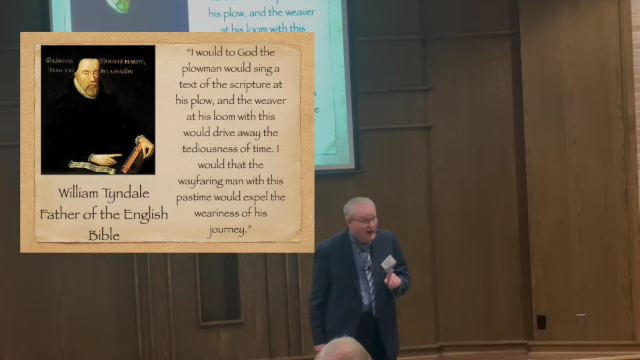 his plow, and the weaver
at his loom with this
"I would to God the
plowman would sing a
text of the scripture at
his plow, and the weaver
at his loom with this
would drive away the
tediousness of time. I
would that the
wayfaring man with this
pastime would expel the
weariness of his
journey."
William Tyndale
Father of the English
Bible